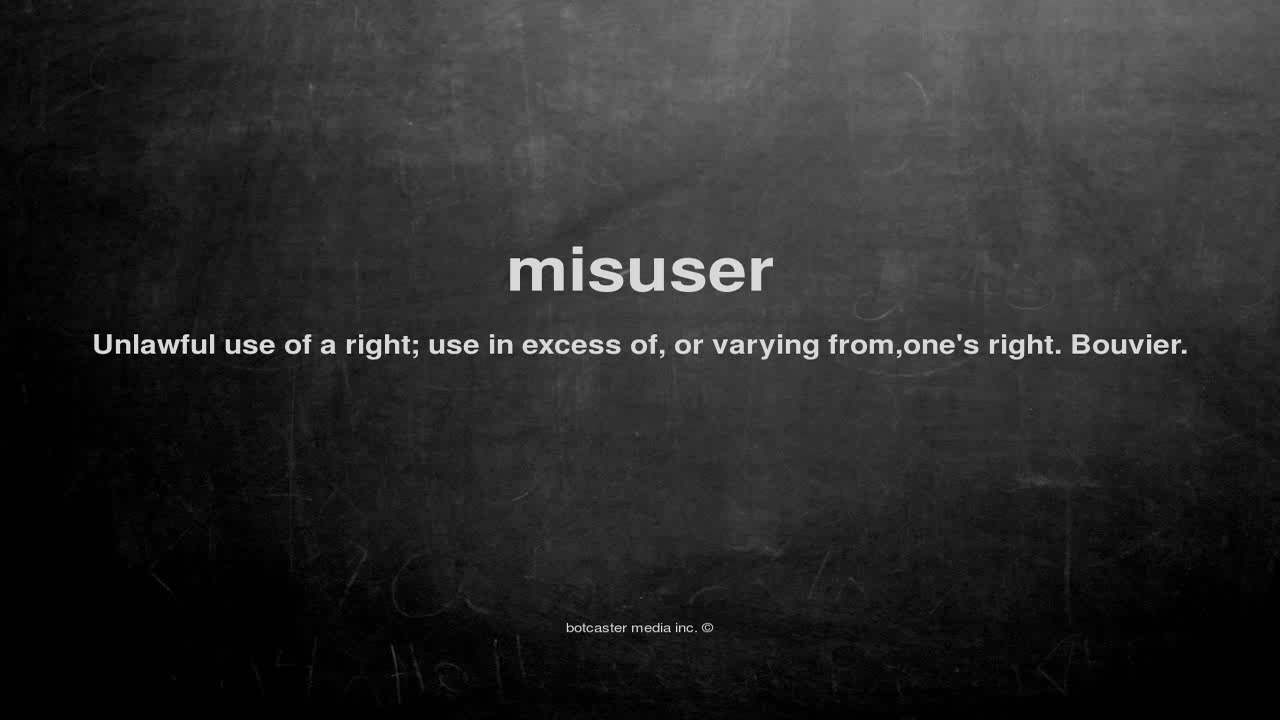 misuser
Unlawful use of a right; use in excess of, or varying from,one's right. Bouvier.
botcaster media inc. ©